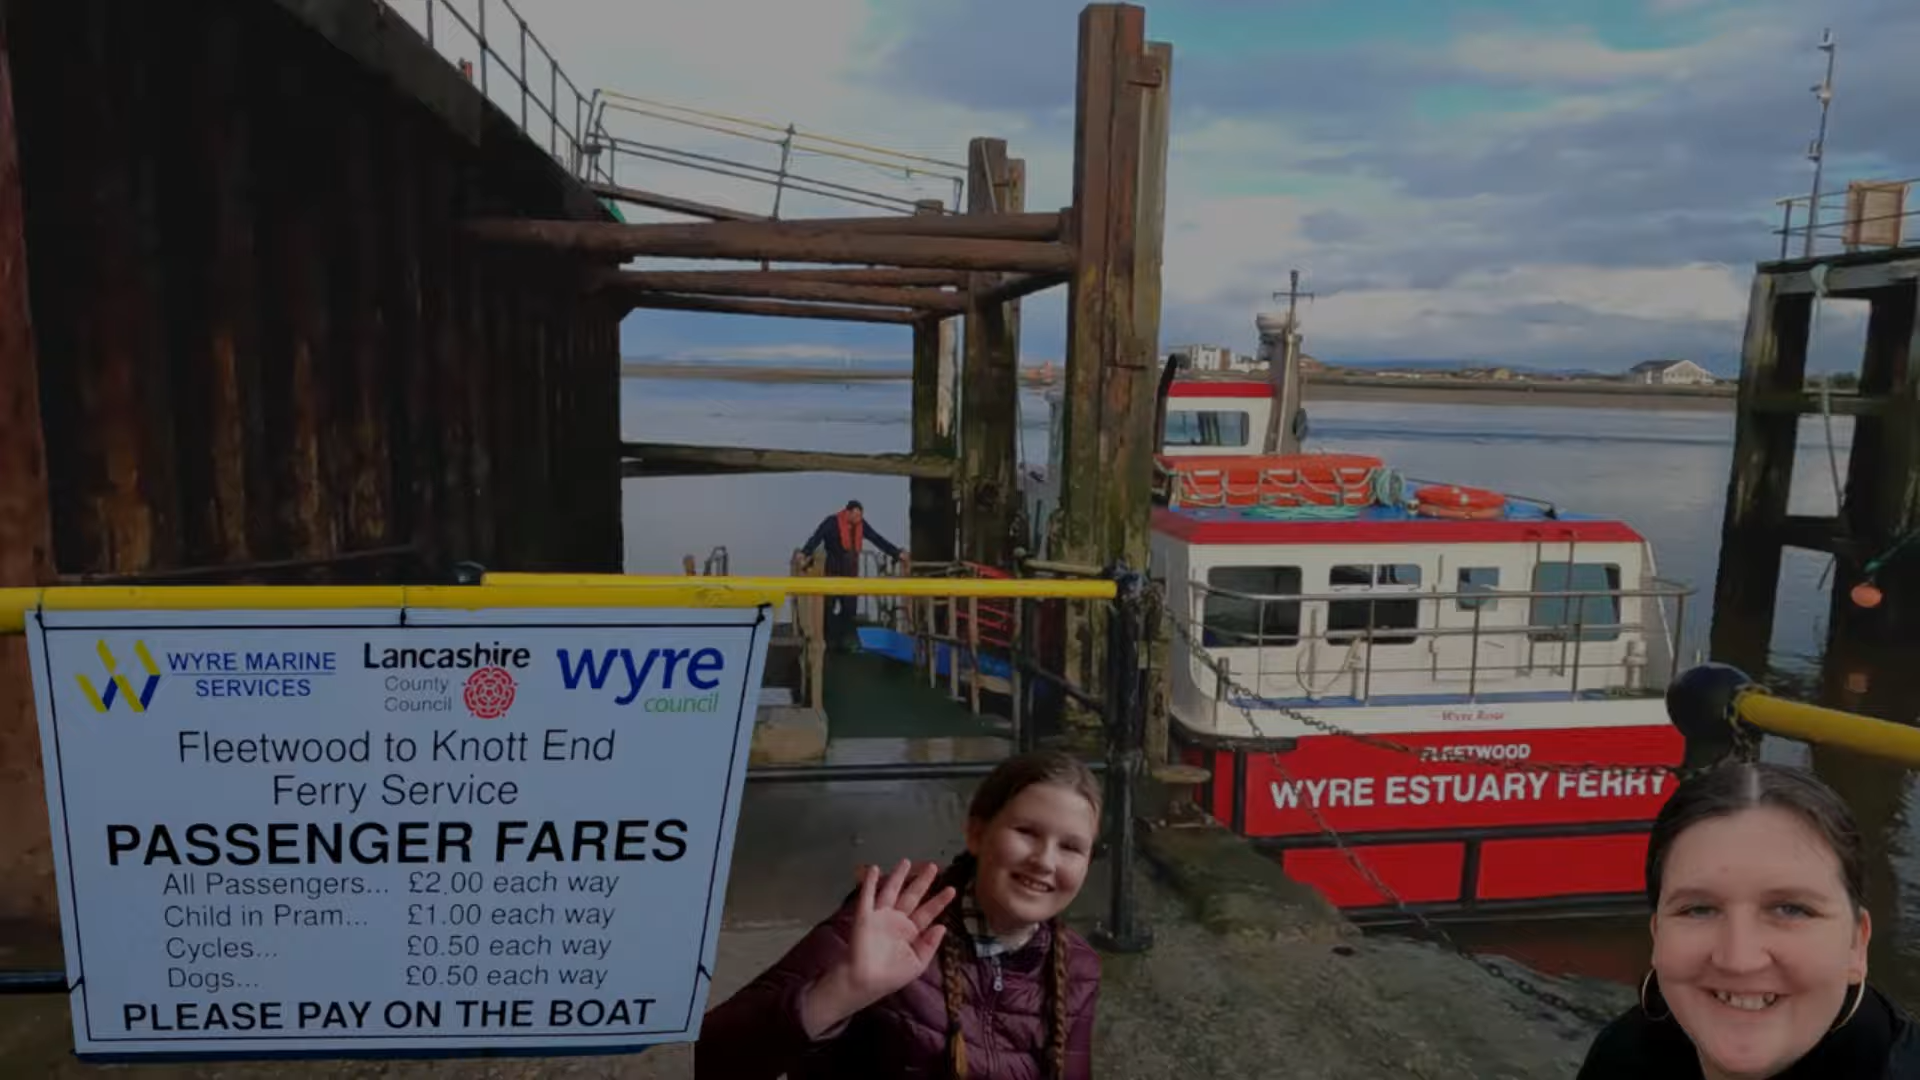 WYRE MARINE
SERVICES
Lancashire
County
Council
wyre
council
Fleetwood to Knott End
Ferry Service
PASSENGER FARES
All Passengers... £2.00 each way
Child in Pram... £1.00 each way
Cycles... £0.50 each way
Dogs... £0.50 each way
PLEASE PAY ON THE BOAT
Wyre Rose
FLEETWOOD
WYRE ESTUARY FERRY